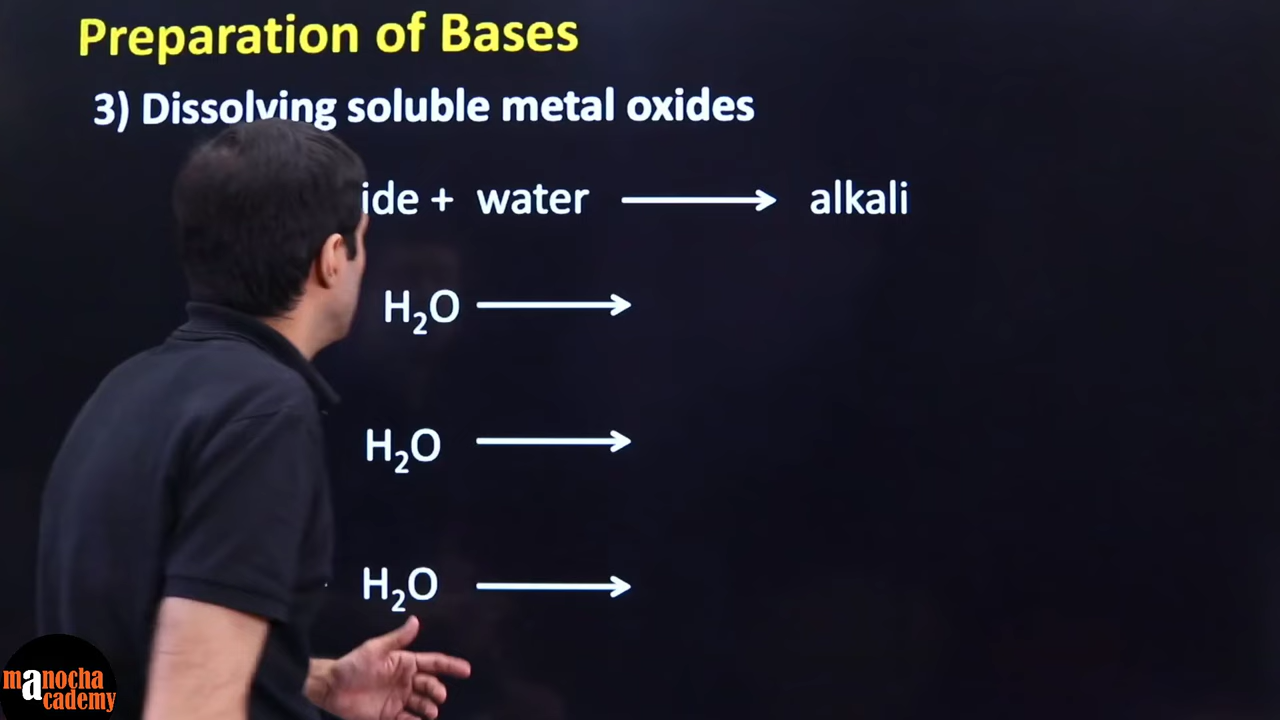 Preparation of Bases
3) Dissolving soluble metal oxides
ide + water ⟶ alkali
H₂O ⟶
H₂O ⟶
H₂O ⟶
manocha
academy